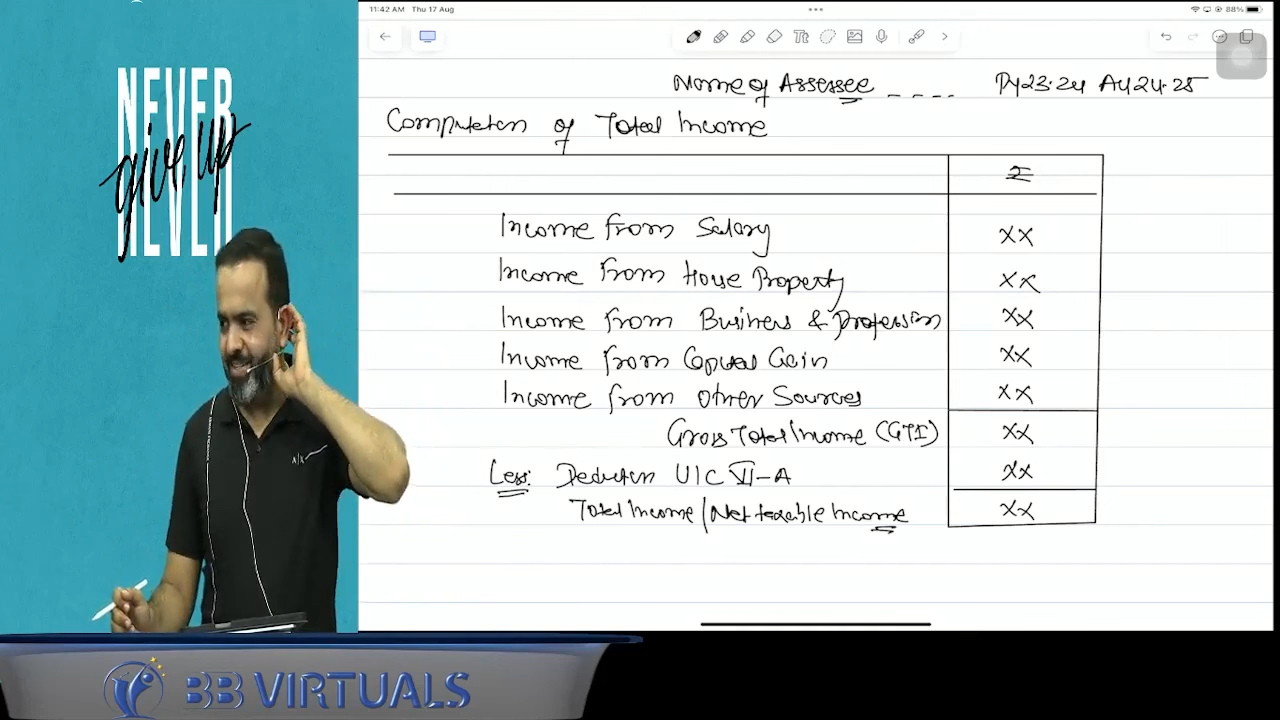 11:42 AM Thu 17 Aug
88%
NEVER
give up
NEVER
Name of Assessee ---- PY 23-24 AY 24-25
Computation of Total Income
₹
Income from Salary XX
Income from House Property XX
Income from Business & Profession XX
Income from Capital Gain XX
Income from Other Sources XX
Gross Total Income (GTI) XX
Less: Deduction U/C VI-A XX
Total Income/Net taxable Income XX
A|X
BB VIRTUALS